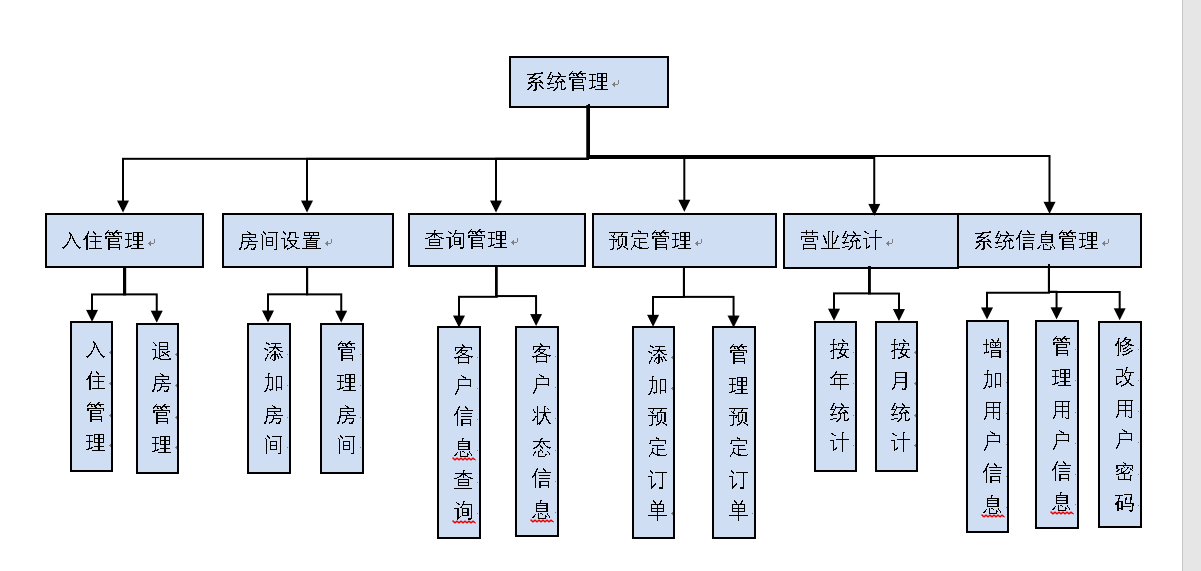 系统管理
入住管理
房间设置
查询管理
预定管理
营业统计
系统信息管理
入住管理
退房管理
添加房间
管理房间
客户信息查询
客户状态信息
添加预定订单
管理预定订单
按年统计
按月统计
增加用户信息
管理用户信息
修改用户密码